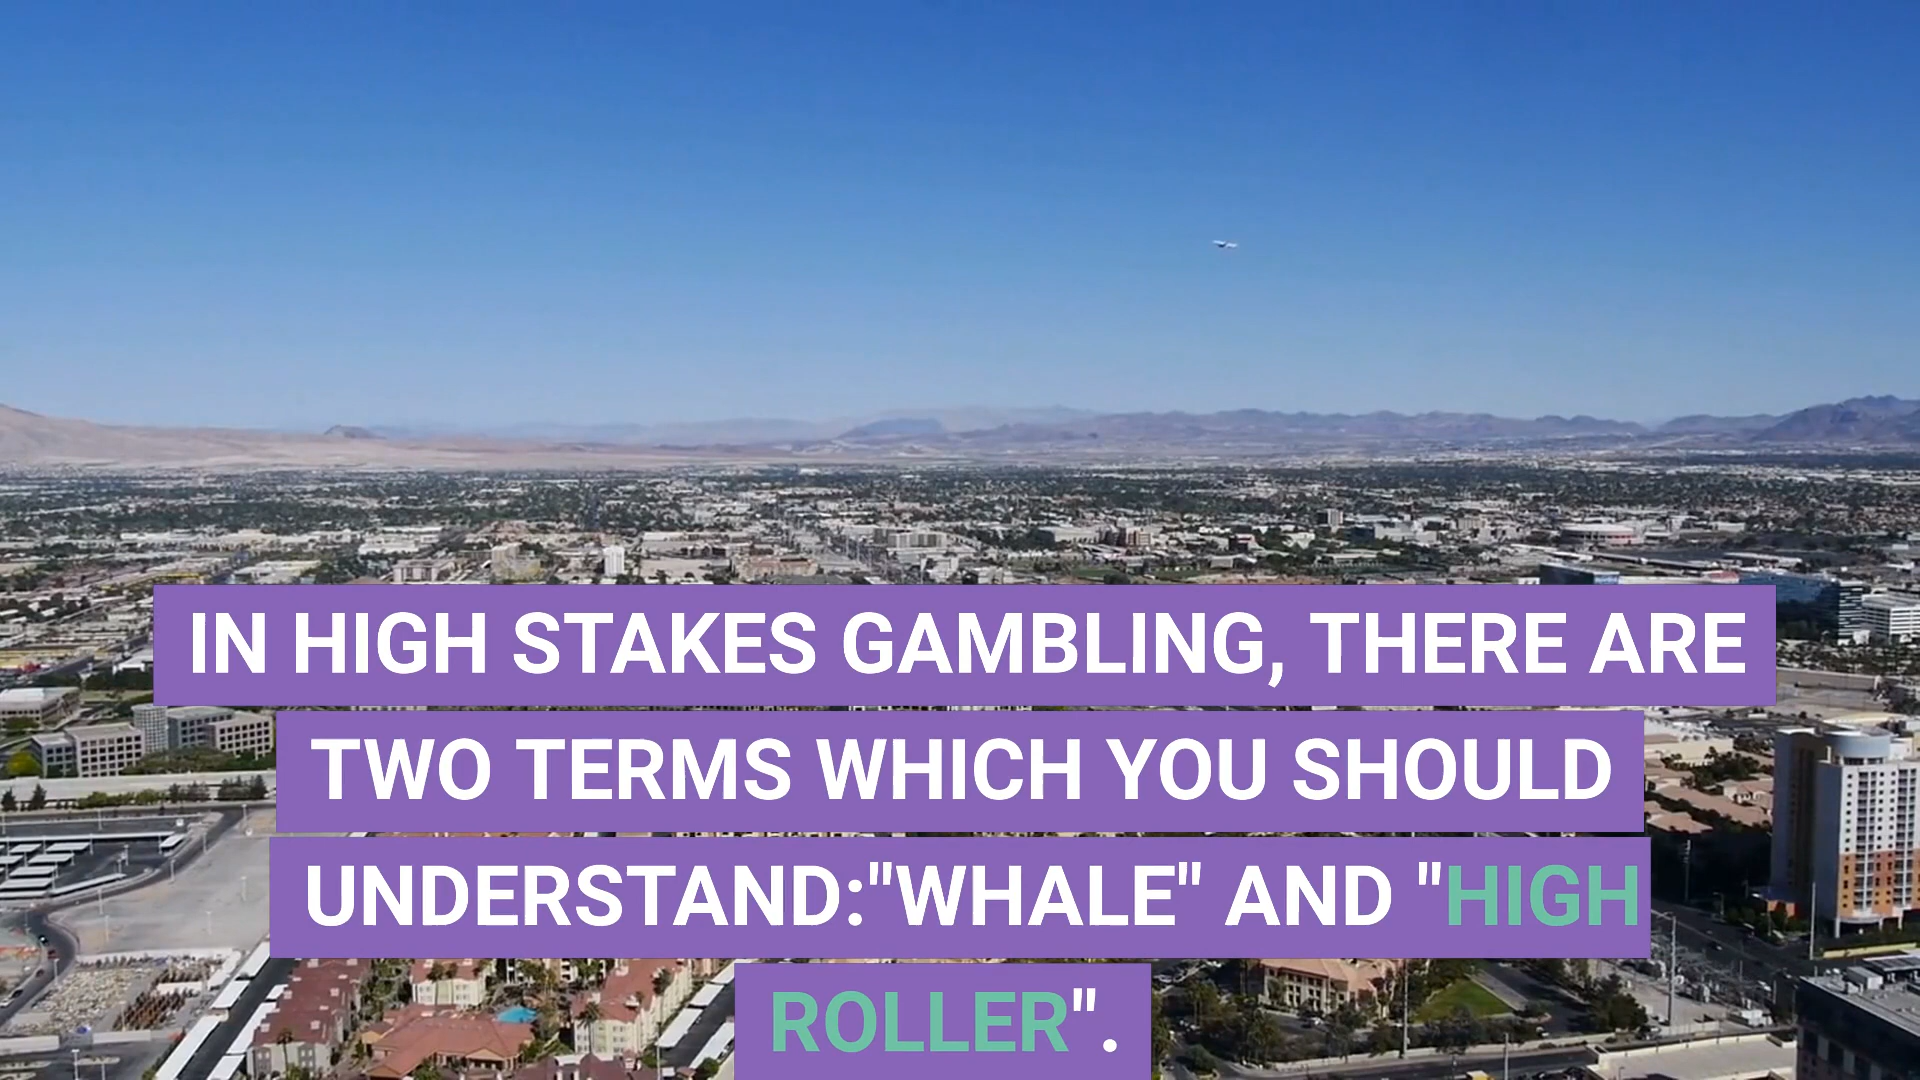 IN HIGH STAKES GAMBLING, THERE ARE
TWO TERMS WHICH YOU SHOULD
UNDERSTAND:"WHALE" AND "HIGH
ROLLER".